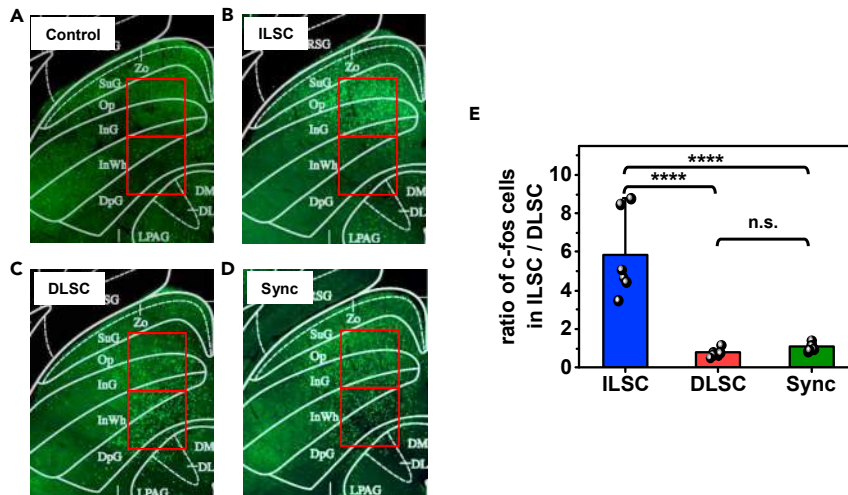 A
Control
SG
Zo
SuG
Op
InG
InWh
DpG
DM
DL
LPAG
B
ILSC
RSG
Zo
SuG
Op
InG
InWh
DpG
DM
DL
LPAG
C
DLSC
SG
Zo
SuG
Op
InG
InWh
DpG
DM
DL
LPAG
D
Sync
RSG
Zo
SuG
Op
InG
InWh
DpG
DM
DL
LPAG
E
ratio of c-fos cells
in ILSC / DLSC
10
8
6
4
2
0
****
****
n.s.
ILSC
DLSC
Sync